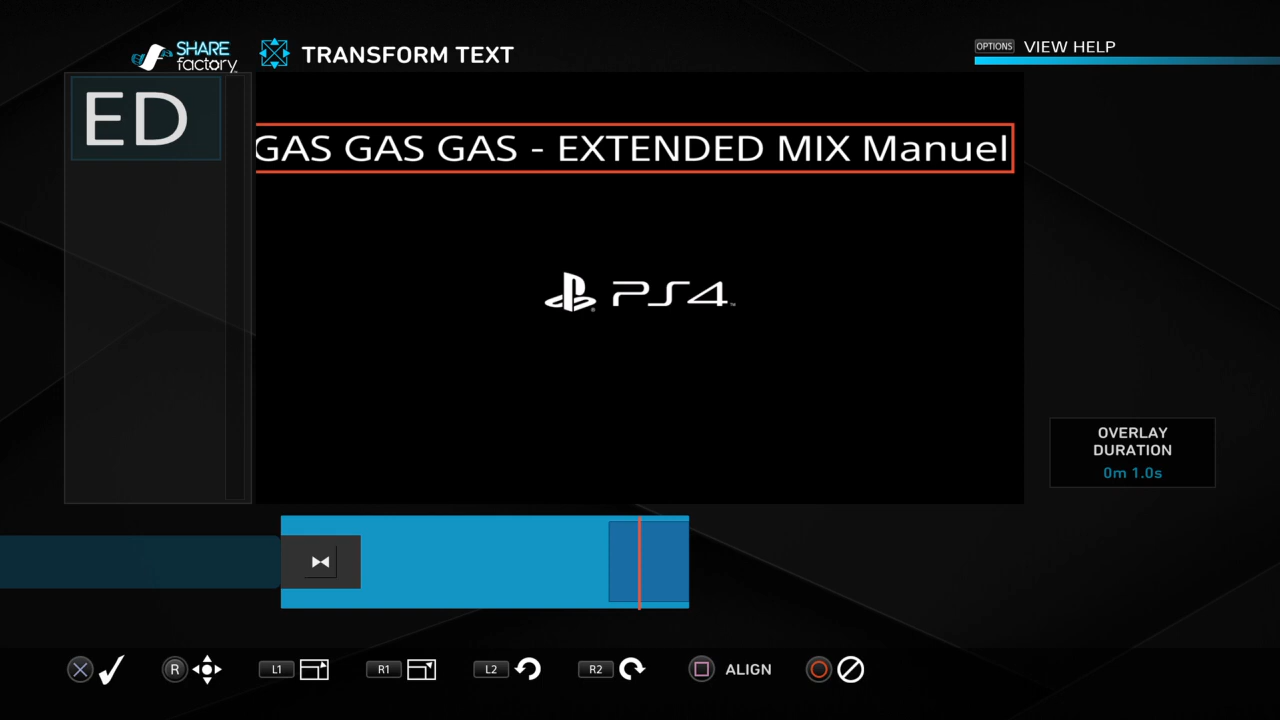 SHARE
factory
TRANSFORM TEXT
OPTIONS VIEW HELP
ED
GAS GAS GAS - EXTENDED MIX Manuel
PS4
OVERLAY
DURATION
0m 1.0s
R
L1
R1
L2
R2
ALIGN